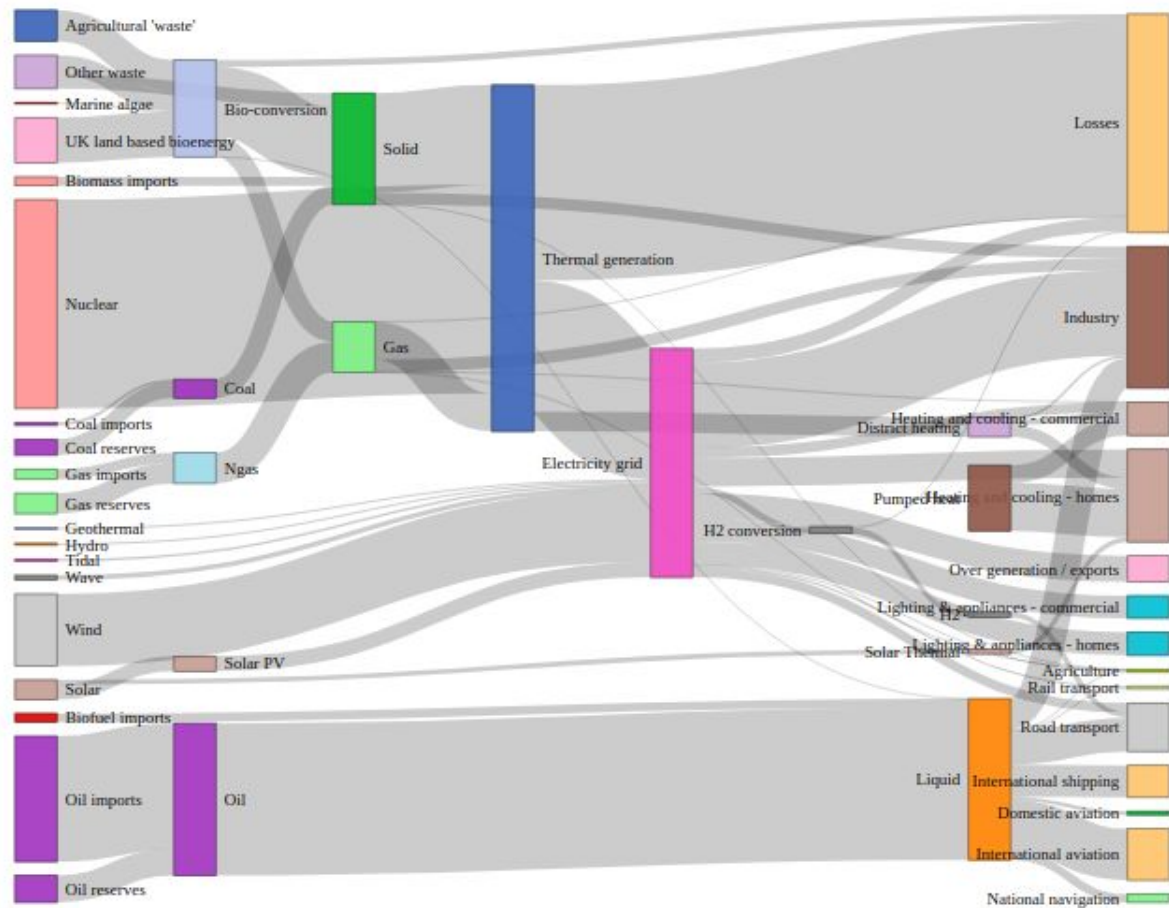 Agricultural 'waste'
Other waste
Marine algae
UK land based bioenergy
Biomass imports
Nuclear
Coal imports
Coal reserves
Gas imports
Gas reserves
Geothermal
Hydro
Tidal
Wave
Wind
Solar
Biofuel imports
Oil imports
Oil reserves
Bio-conversion
Coal
Ngas
Solar PV
Oil
Solid
Gas
Thermal generation
Electricity grid
H2 conversion
District heating
Pumped heat
H2
Solar Thermal
Liquid
Losses
Industry
Heating and cooling - commercial
Heating and cooling - homes
Over generation / exports
Lighting & appliances - commercial
Lighting & appliances - homes
Agriculture
Rail transport
Road transport
International shipping
Domestic aviation
International aviation
National navigation